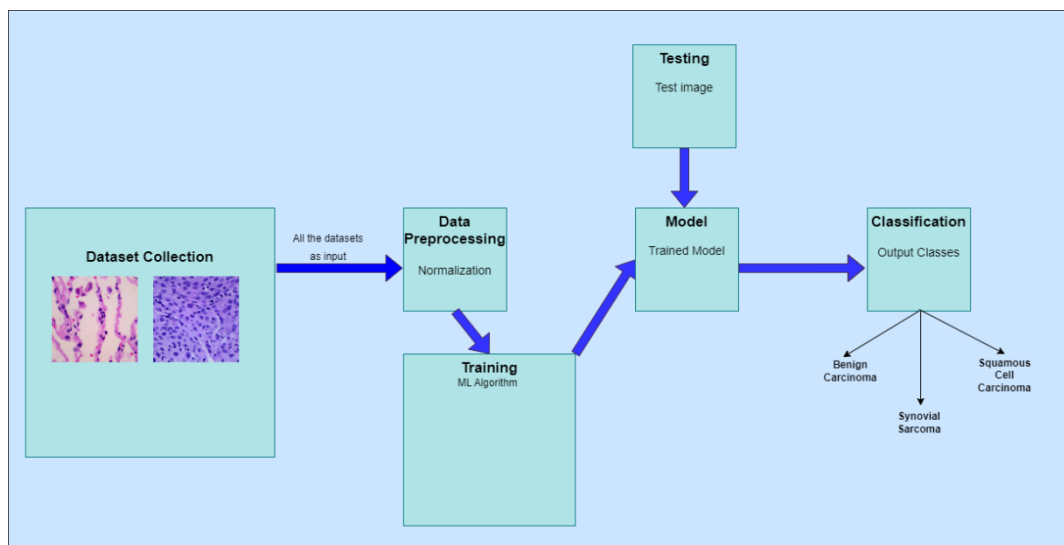 Testing
Test image
Dataset Collection
All the datasets
as input
Data
Preprocessing
Normalization
Training
ML Algorithm
Model
Trained Model
Classification
Output Classes
Benign
Carcinoma
Synovial
Sarcoma
Squamous
Cell
Carcinoma